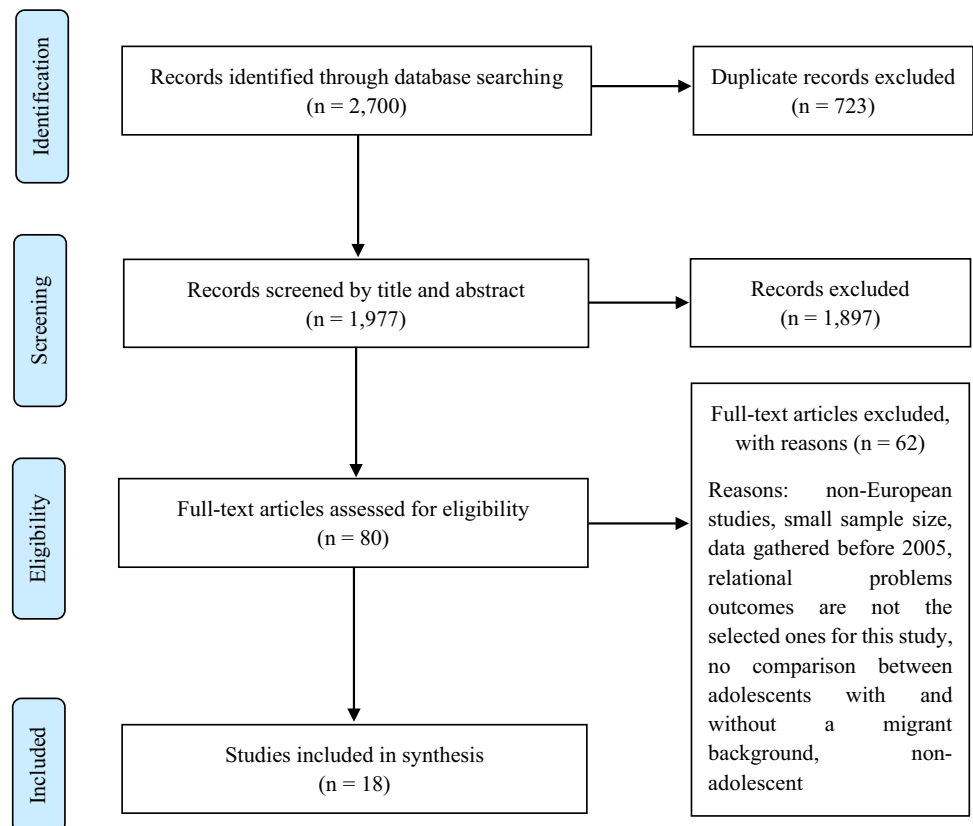 Identification
Records identified through database searching
(n = 2,700)
Duplicate records excluded
(n = 723)
Screening
Records screened by title and abstract
(n = 1,977)
Records excluded
(n = 1,897)
Eligibility
Full-text articles assessed for eligibility
(n = 80)
Full-text articles excluded,
with reasons (n = 62)
Reasons: non-European
studies, small sample size,
data gathered before 2005,
relational problems
outcomes are not the
selected ones for this study,
no comparison between
adolescents with and
without a migrant
background, non-
adolescent
Included
Studies included in synthesis
(n = 18)